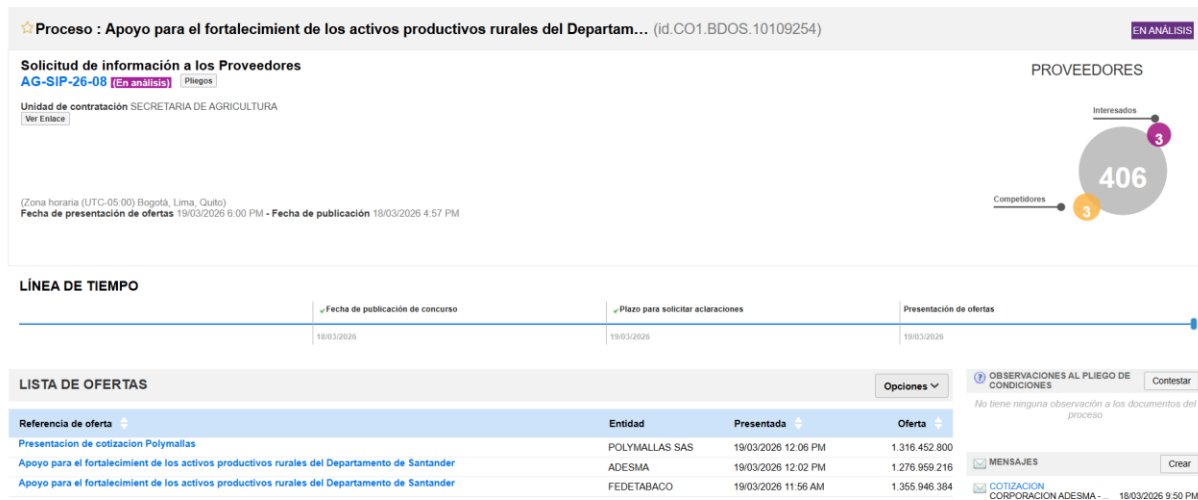 Proceso : Apoyo para el fortalecimient de los activos productivos rurales del Departam... (id.CO1.BDOS.10109254)
EN ANÁLISIS
Solicitud de información a los Proveedores
AG-SIP-26-08 (En análisis) Pliegos
Unidad de contratación SECRETARIA DE AGRICULTURA
Ver Enlace
(Zona horaria (UTC-05:00) Bogotá, Lima, Quito)
Fecha de presentación de ofertas 19/03/2026 6:00 PM - Fecha de publicación 18/03/2026 4:57 PM
PROVEEDORES
Interesados
3
406
Competidores
3
LÍNEA DE TIEMPO
Fecha de publicación de concurso
18/03/2026
Plazo para solicitar aclaraciones
19/03/2026
Presentación de ofertas
19/03/2026
LISTA DE OFERTAS
Opciones
Referencia de oferta Entidad Presentada Oferta
Presentacion de cotizacion Polymallas POLYMALLAS SAS 19/03/2026 12:06 PM 1.316.452.800
Apoyo para el fortalecimient de los activos productivos rurales del Departamento de Santander ADESMA 19/03/2026 12:02 PM 1.276.959.216
Apoyo para el fortalecimient de los activos productivos rurales del Departamento de Santander FEDETABACO 19/03/2026 11:56 AM 1.355.946.384
OBSERVACIONES AL PLIEGO DE
CONDICIONES
Contestar
No tiene ninguna observación a los documentos del
proceso
MENSAJES
Crear
COTIZACION
CORPORACION ADESMA - ... 18/03/2026 9:50 PM